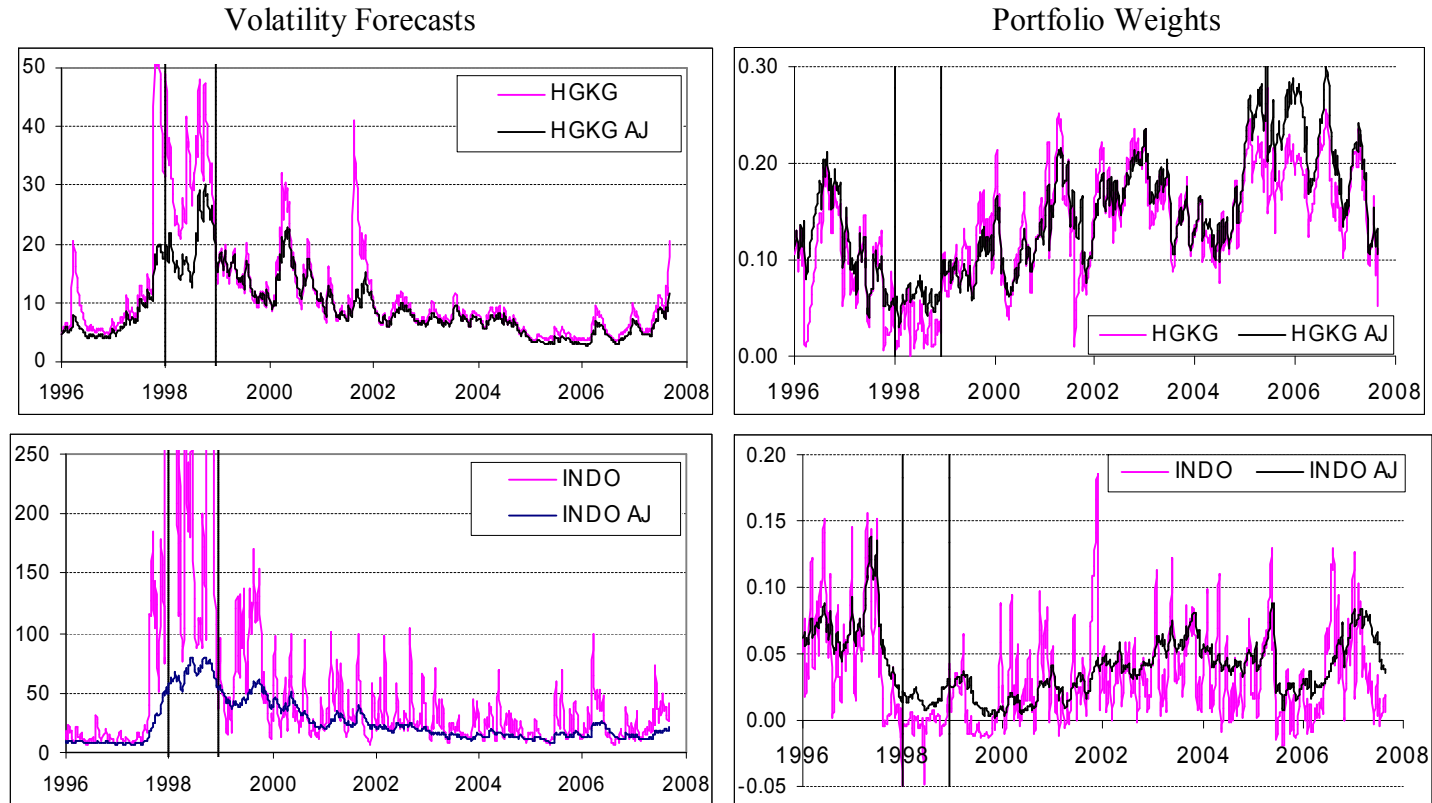 Volatility Forecasts
Portfolio Weights
50
40
30
20
10
0
1996 1998 2000 2002 2004 2006 2008
HGKG
HGKG AJ
0.30
0.20
0.10
0.00
1996 1998 2000 2002 2004 2006 2008
HGKG HGKG AJ
250
200
150
100
50
0
1996 1998 2000 2002 2004 2006 2008
INDO
INDO AJ
0.20
0.15
0.10
0.05
0.00
-0.05
1996 1998 2000 2002 2004 2006 2008
INDO INDO AJ